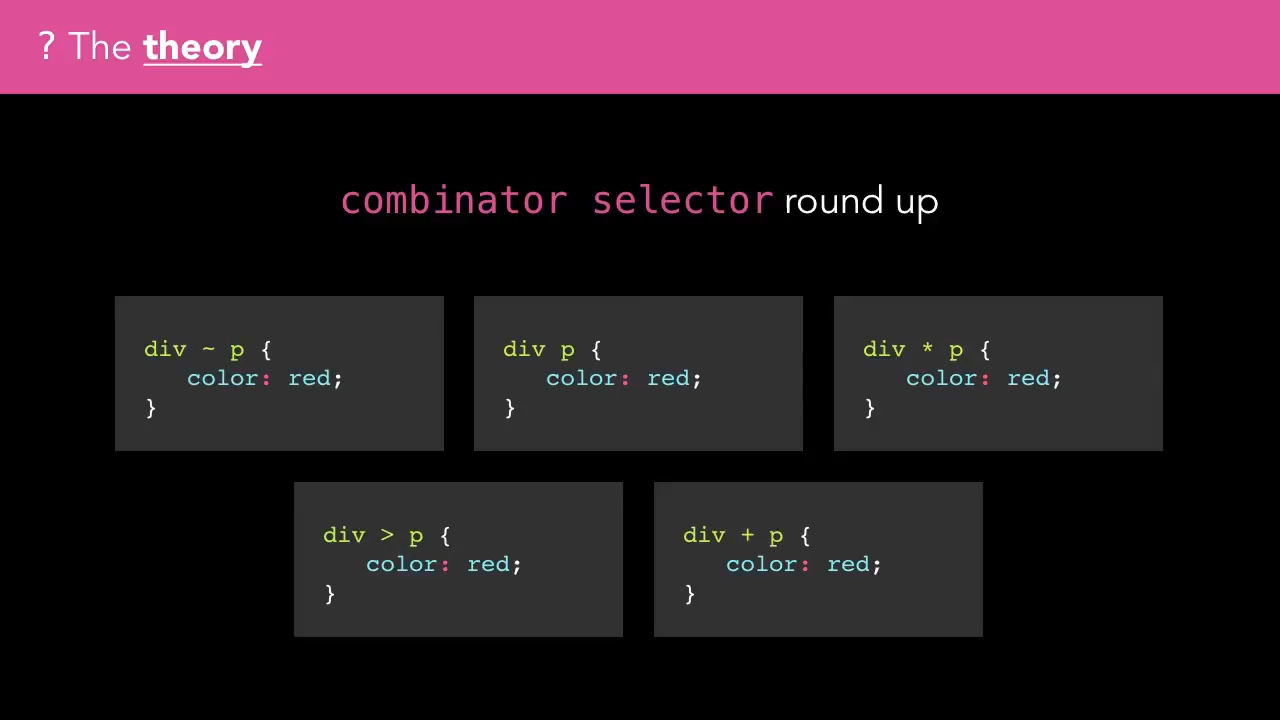 ? The theory
combinator selector round up
div ~ p {
color: red;
}
div p {
color: red;
}
div * p {
color: red;
}
div > p {
color: red;
}
div + p {
color: red;
}